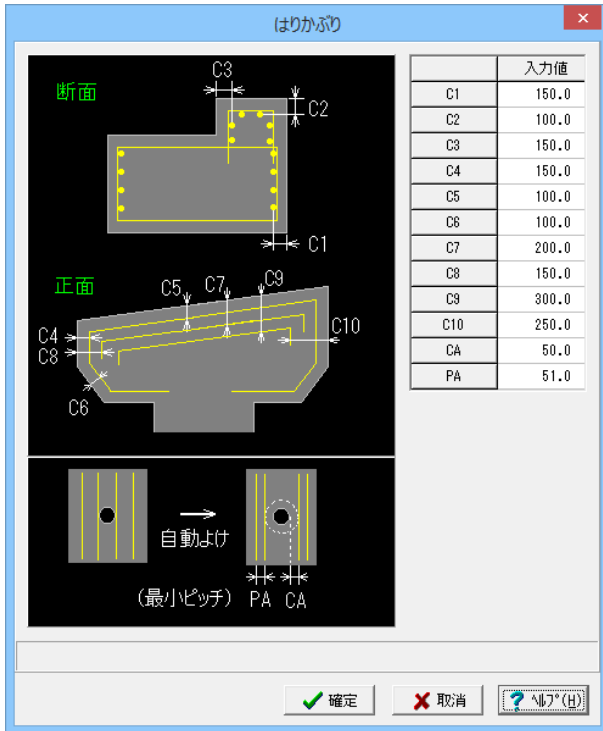 はりかぶり
×
断面
C3
C2
C1
正面
C5 C7 C9
C4
C10
C8
C6
自動よけ
(最小ピッチ) PA CA
入力値
C1 150.0
C2 100.0
C3 150.0
C4 150.0
C5 100.0
C6 100.0
C7 200.0
C8 150.0
C9 300.0
C10 250.0
CA 50.0
PA 51.0
確定 取消 ? ﾍﾙﾌﾟ(H)